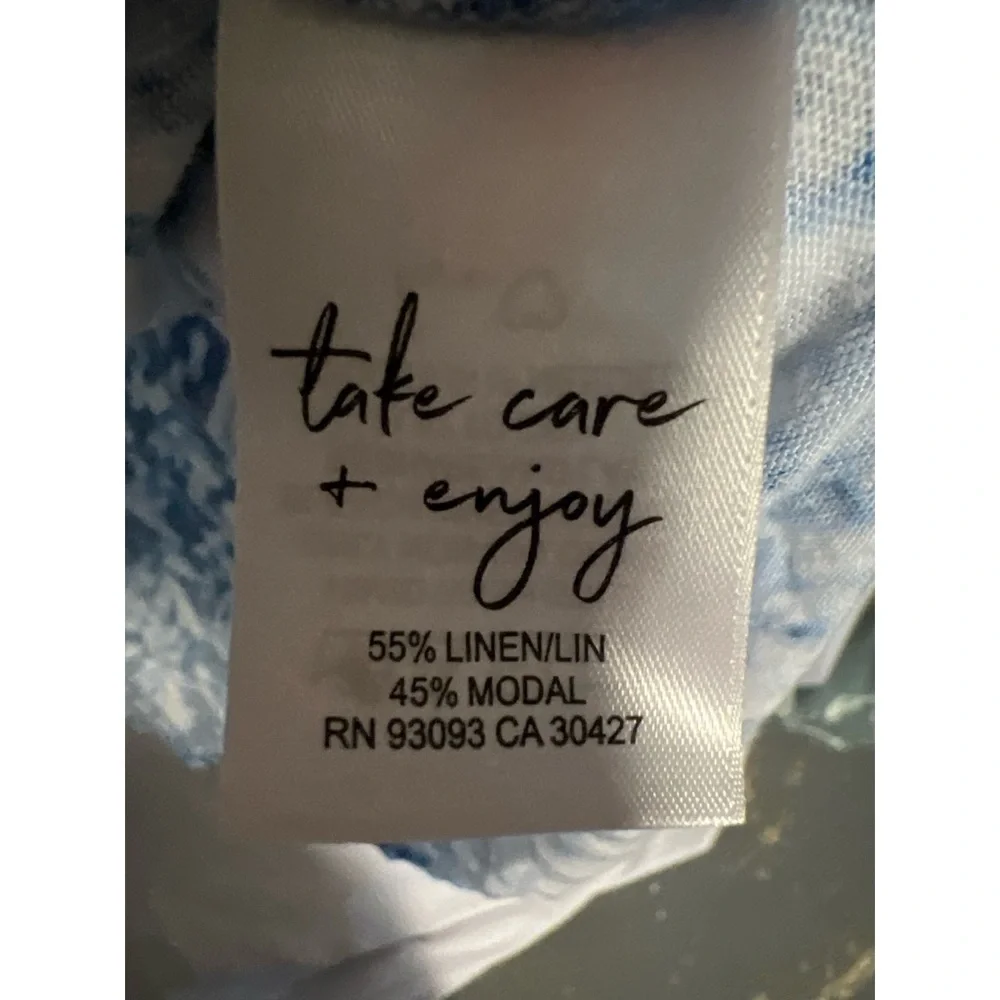 take care
+ enjoy
55% LINEN/LIN
45% MODAL
RN 93093 CA 30427